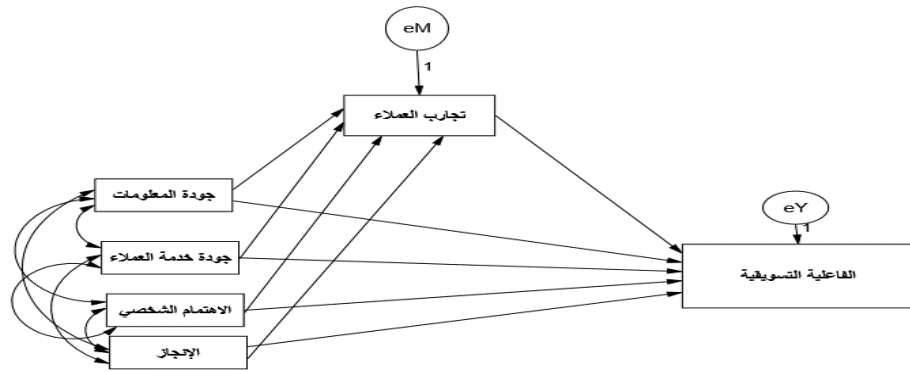 eM
1
تجارب العملاء
جودة المعلومات
eY
1
جودة خدمة العملاء
الفاعلية التسويقية
الاهتمام الشخصي
الإنجاز